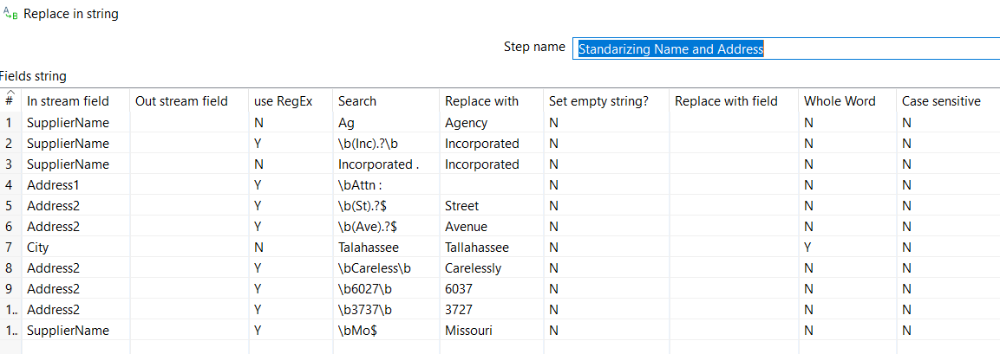 A B Replace in string
Step name Standarizing Name and Address
Fields string
# In stream field Out stream field use RegEx Search Replace with Set empty string? Replace with field Whole Word Case sensitive
1 SupplierName N Ag Agency N N N
2 SupplierName Y \b(Inc).?\b Incorporated N N N
3 SupplierName N Incorporated . Incorporated N N N
4 Address1 Y \bAttn : N N N
5 Address2 Y \b(St).?$ Street N N N
6 Address2 Y \b(Ave).?$ Avenue N N N
7 City N Talahassee Tallahassee N Y N
8 Address2 Y \bCareless\b Carelessly N N N
9 Address2 Y \b6027\b 6037 N N N
1.. Address2 Y \b3737\b 3727 N N N
1.. SupplierName Y \bMo$ Missouri N N N